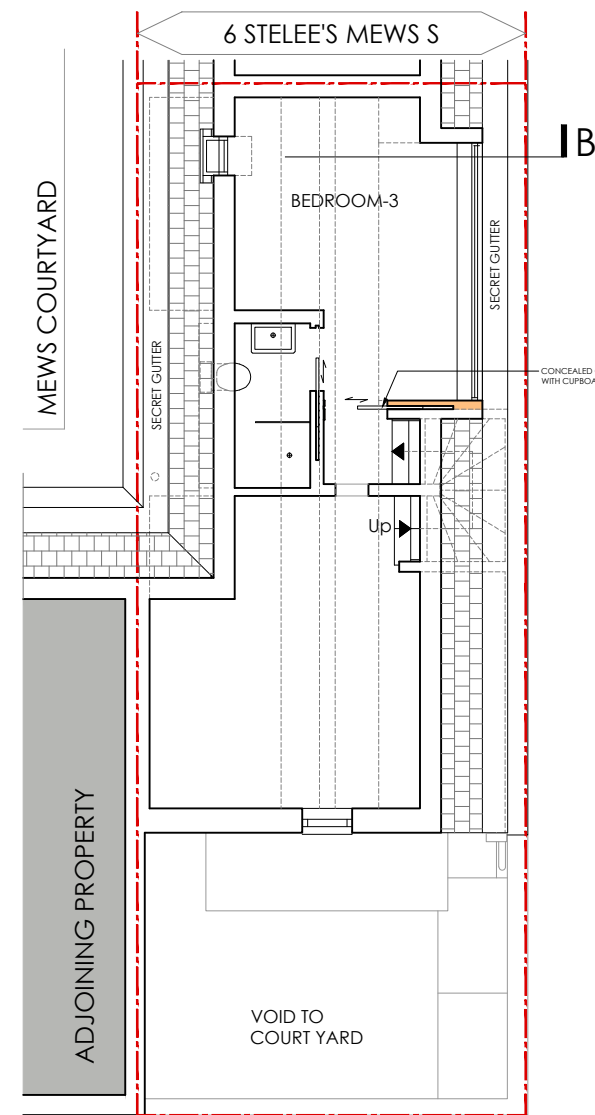 6 STELEE'S MEWS S
B
MEWS COURTYARD
BEDROOM-3
SECRET GUTTER
SECRET GUTTER
CONCEALED
WITH CUPBOA
Up
ADJOINING PROPERTY
VOID TO
COURT YARD